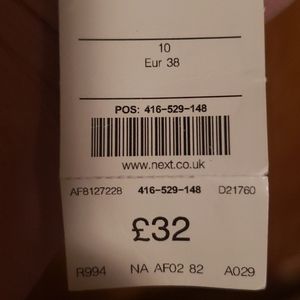 10
Eur 38
POS: 416-529-148
www.next.co.uk
AF8127228 416-529-148 D21760
£32
R994 NA AF02 82 A029